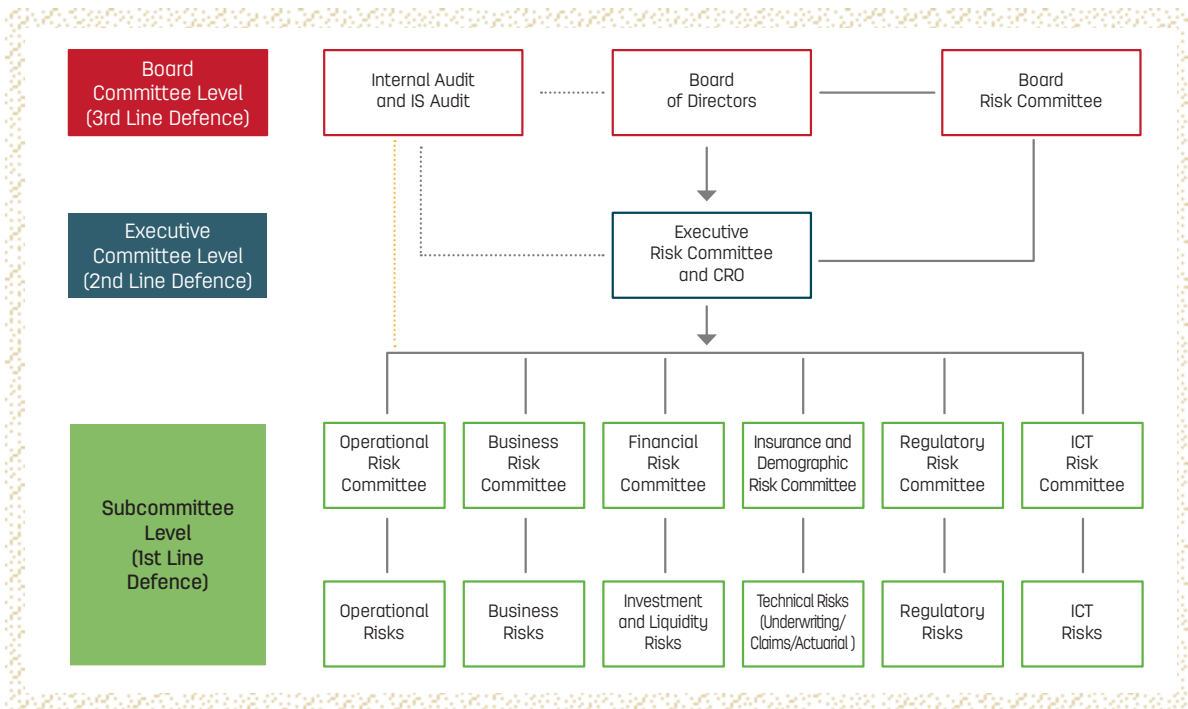 Board
Committee Level
(3rd Line Defence)
Internal Audit
and IS Audit
Board
of Directors
Board
Risk Committee
Executive
Committee Level
(2nd Line Defence)
Executive
Risk Committee
and CRO
Subcommittee
Level
(1st Line
Defence)
Operational
Risk
Committee
Business
Risk
Committee
Financial
Risk
Committee
Insurance and
Demographic
Risk Committee
Regulatory
Risk
Committee
ICT
Risk
Committee
Operational
Risks
Business
Risks
Investment
and Liquidity
Risks
Technical Risks
(Underwriting/
Claims/Actuarial )
Regulatory
Risks
ICT
Risks